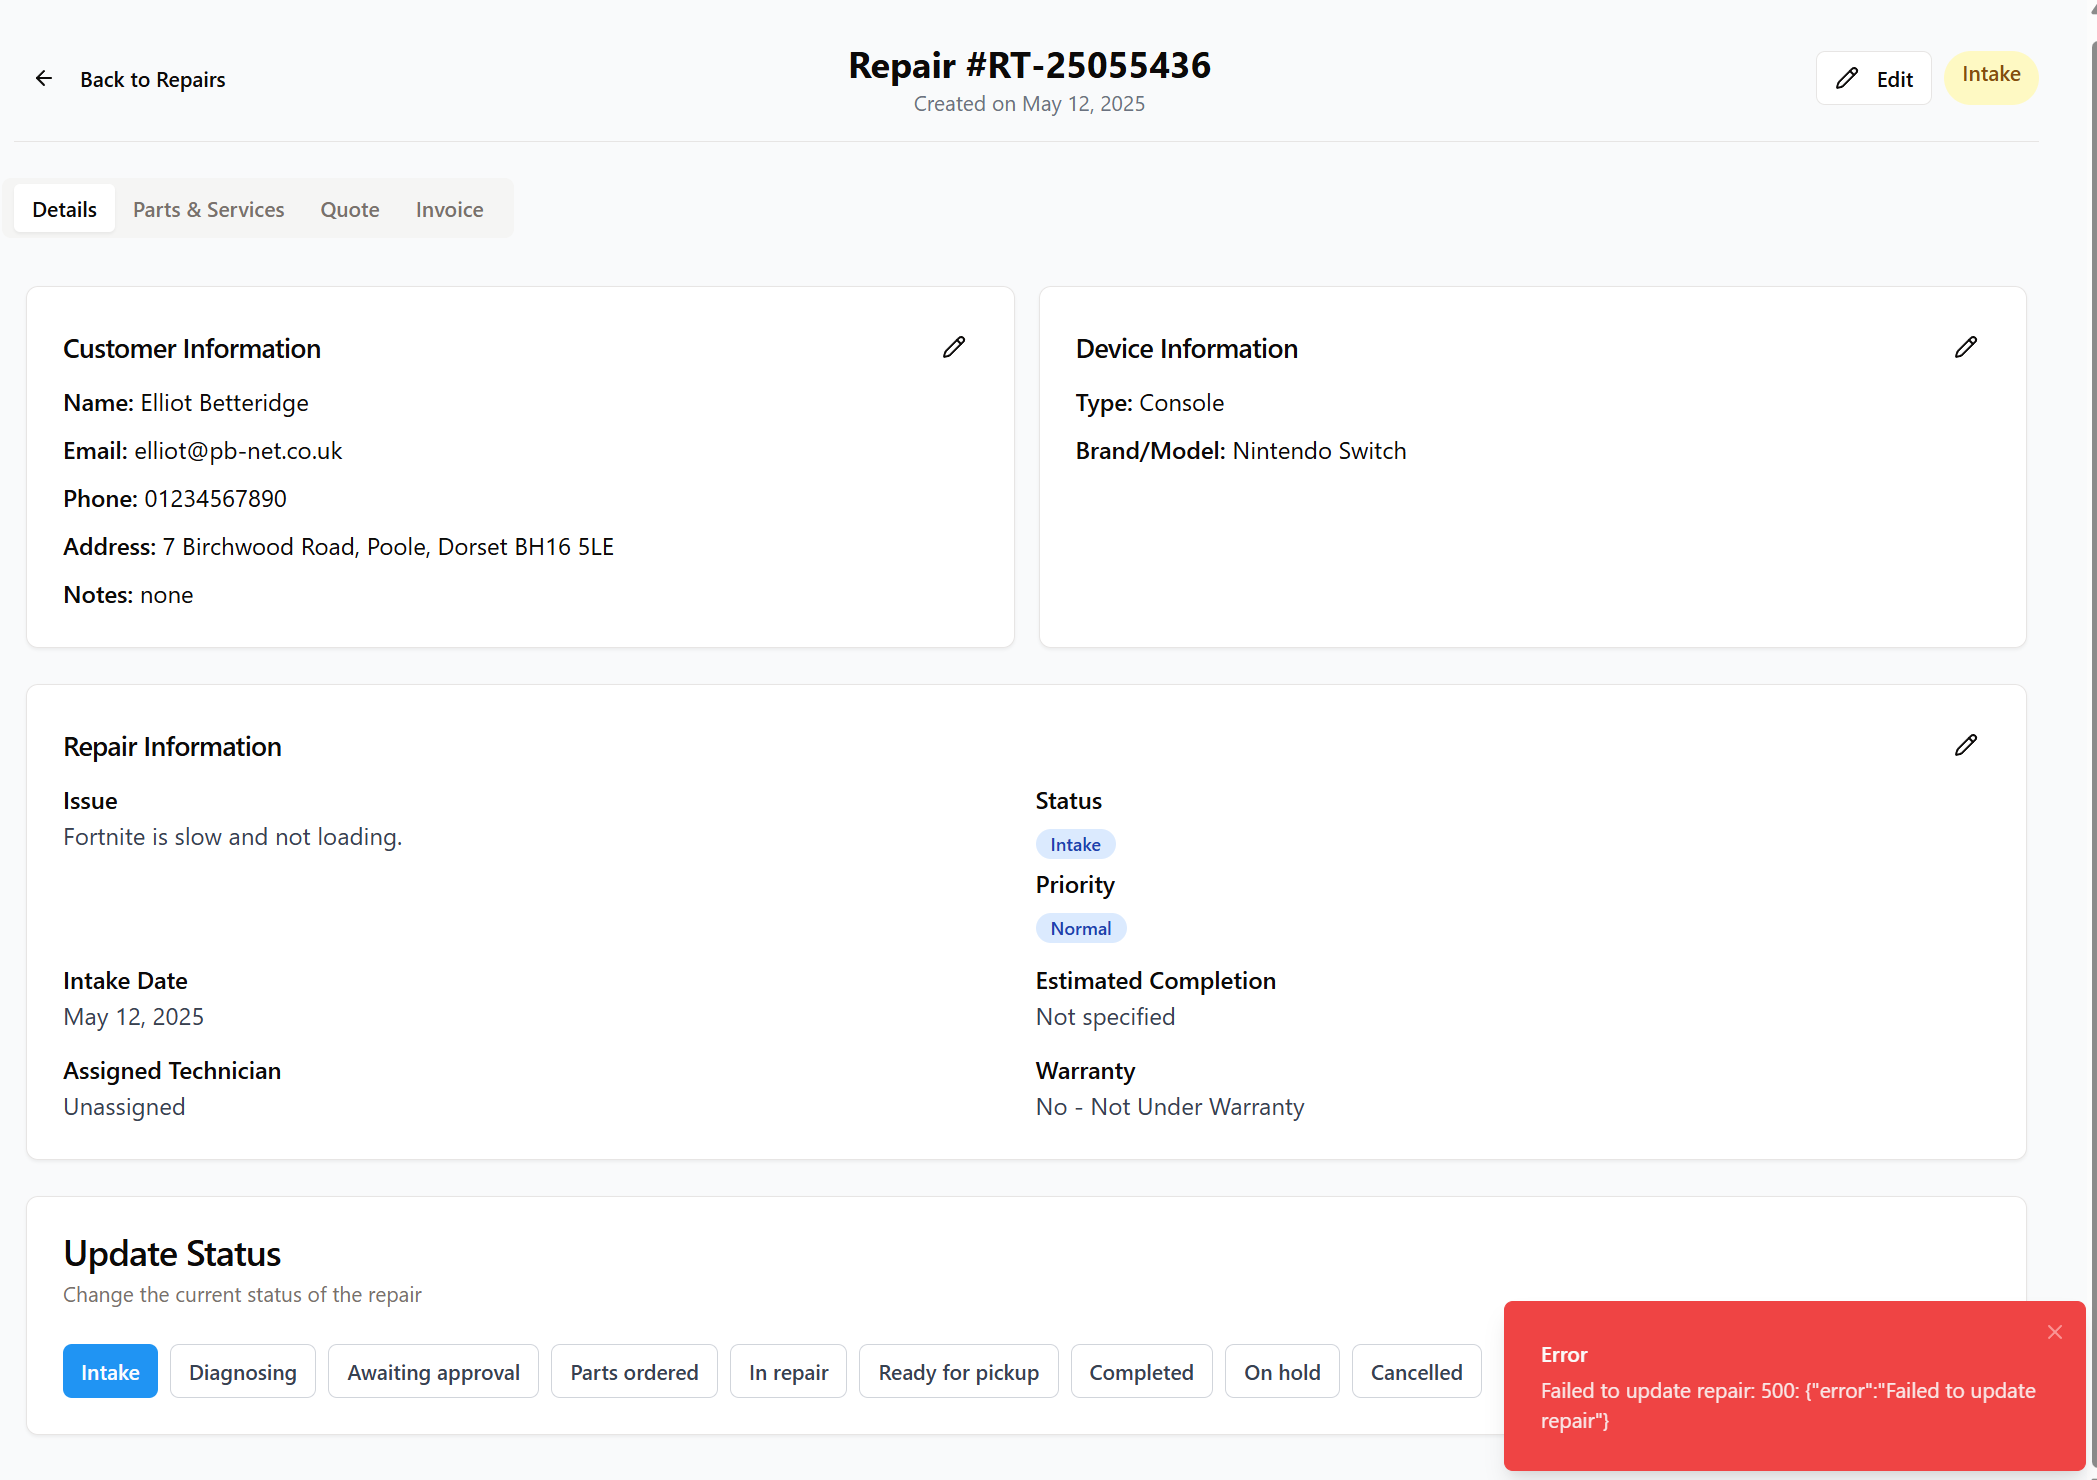 Back to Repairs
Repair #RT-25055436
Created on May 12, 2025
Edit
Intake
Details
Parts & Services
Quote
Invoice
Customer Information
Name: Elliot Betteridge
Email: elliot@pb-net.co.uk
Phone: 01234567890
Address: 7 Birchwood Road, Poole, Dorset BH16 5LE
Notes: none
Device Information
Type: Console
Brand/Model: Nintendo Switch
Repair Information
Issue
Fortnite is slow and not loading.
Status
Intake
Priority
Normal
Intake Date
May 12, 2025
Estimated Completion
Not specified
Assigned Technician
Unassigned
Warranty
No - Not Under Warranty
Update Status
Change the current status of the repair
Intake
Diagnosing
Awaiting approval
Parts ordered
In repair
Ready for pickup
Completed
On hold
Cancelled
Error
Failed to update repair: 500: {"error":"Failed to update
repair"}